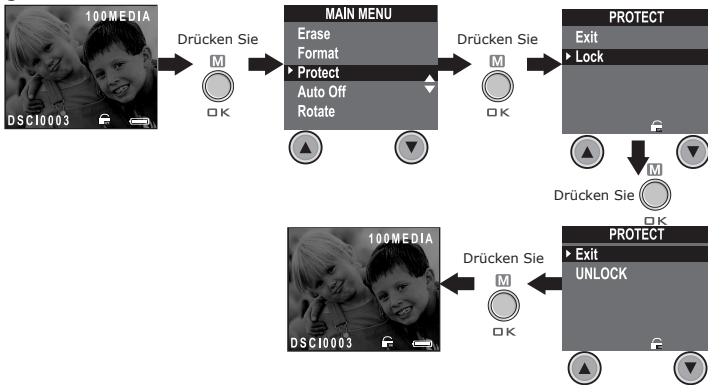 100MEDIA
DSCI0003
Drücken Sie
M
OK
MAIN MENU
Erase
Format
Protect
Auto Off
Rotate
Drücken Sie
M
OK
PROTECT
Exit
Lock
M
Drücken Sie
OK
PROTECT
Exit
UNLOCK
Drücken Sie
M
OK
100MEDIA
DSCI0003